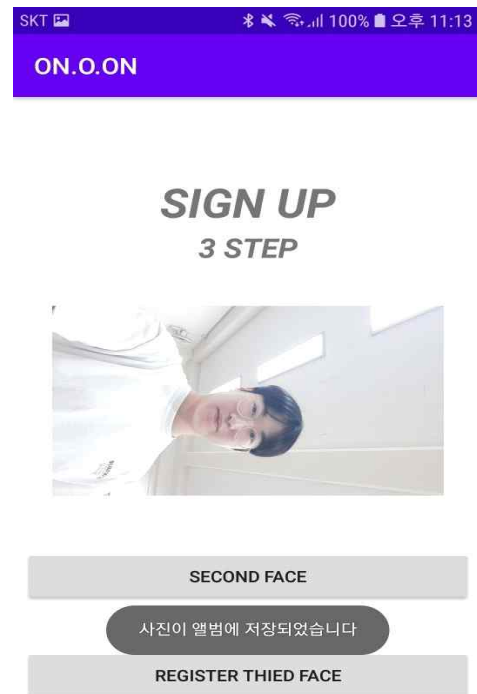 SKT 100% 오후 11:13
ON.O.ON
SIGN UP
3 STEP
SECOND FACE
사진이 앨범에 저장되었습니다
REGISTER THIED FACE